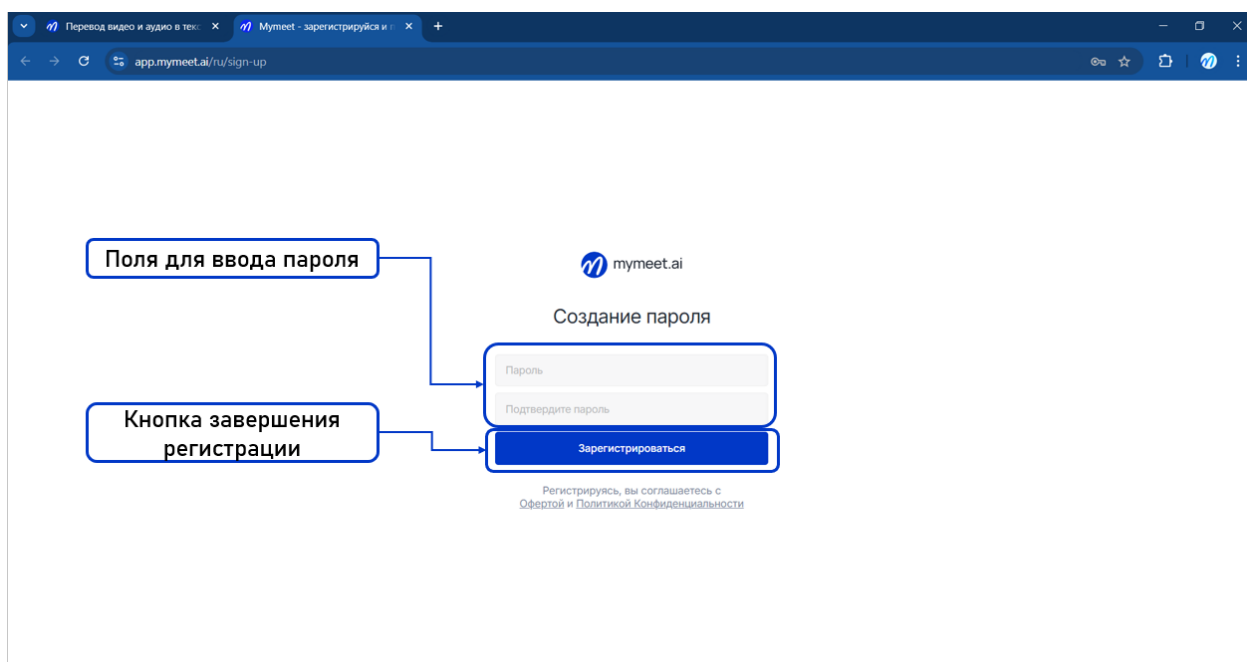 Перевод видео и аудио в текс
Mymeet - зарегистрируйся и п
app.mymeet.ai/ru/sign-up
Поля для ввода пароля
mymeet.ai
Создание пароля
Пароль
Подтвердите пароль
Кнопка завершения
регистрации
Зарегистрироваться
Регистрируясь, вы соглашаетесь с
Офертой и Политикой Конфиденциальности